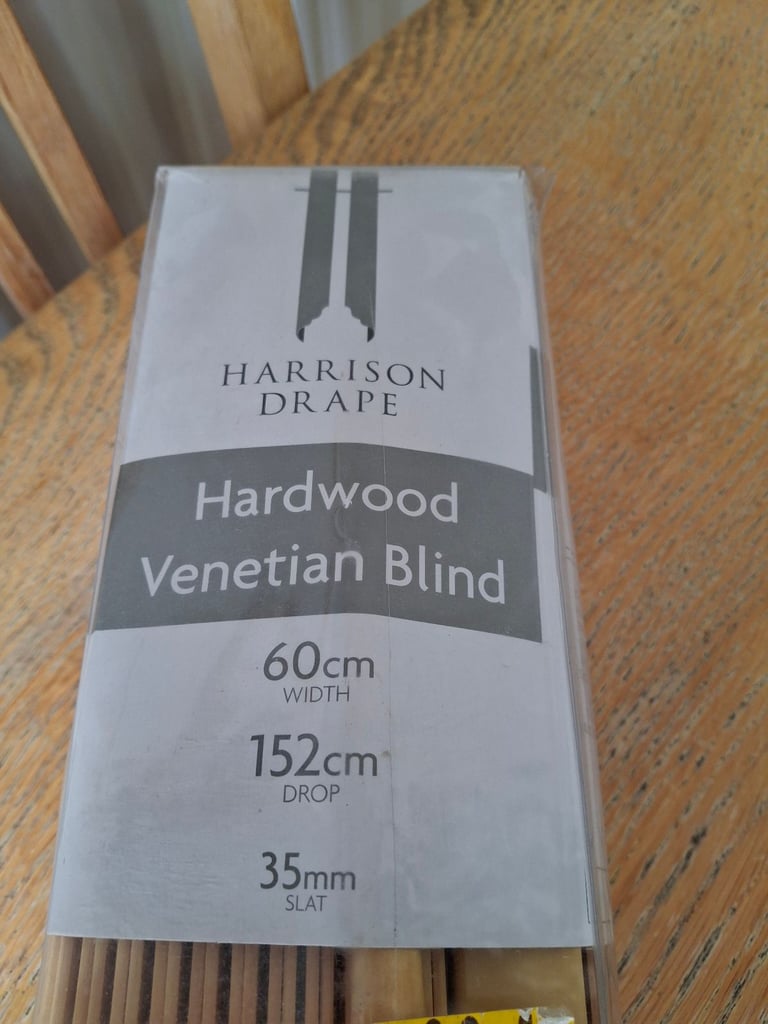 HARRISON
DRAPE
Hardwood
Venetian Blind
60cm
WIDTH
152cm
DROP
35mm
SLAT